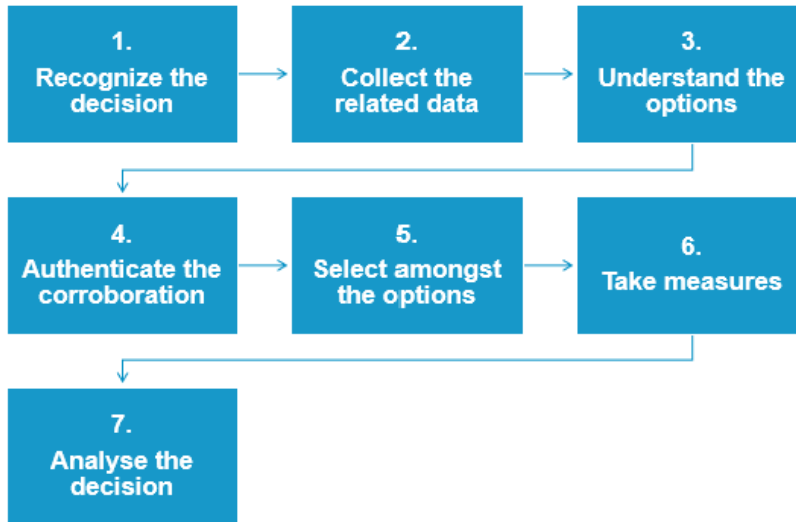 1.
Recognize the
decision
2.
Collect the
related data
3.
Understand the
options
4.
Authenticate the
corroboration
5.
Select amongst
the options
6.
Take measures
7.
Analyse the
decision